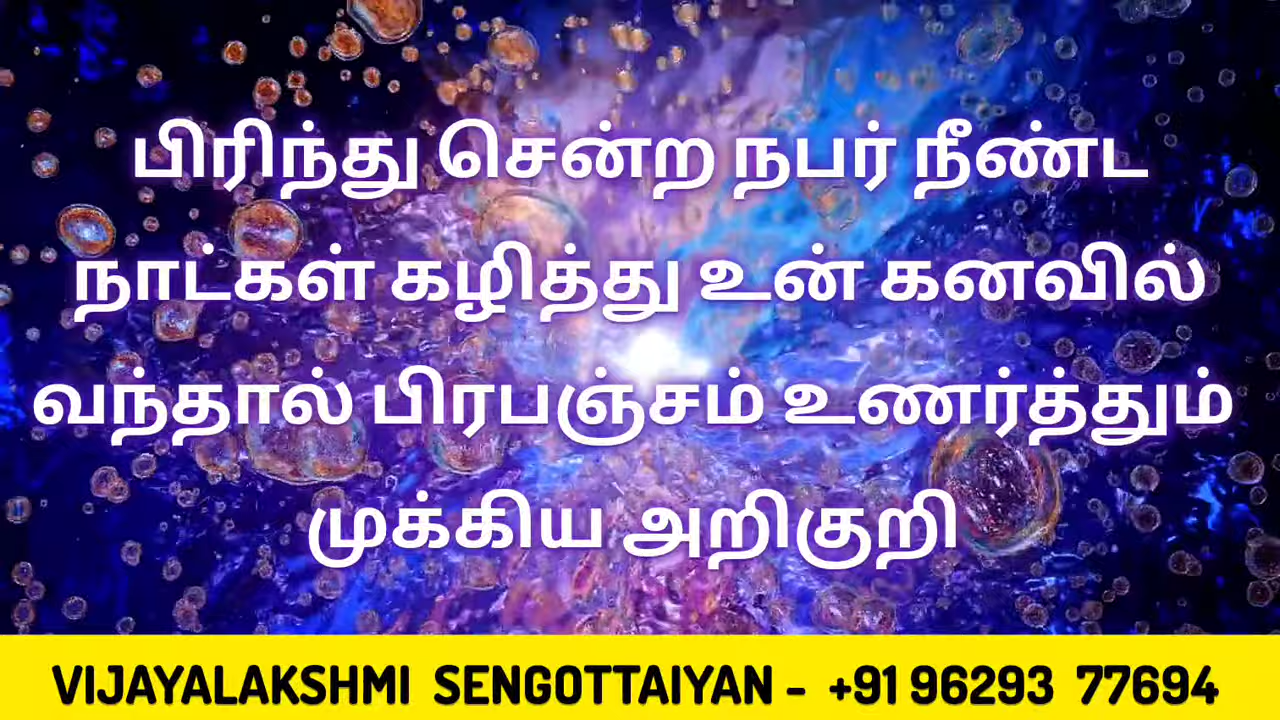 பிரிந்து சென்ற நபர் நீண்ட
நாட்கள் கழித்து உன் கனவில்
வந்தால் பிரபஞ்சம் உணர்த்தும்
முக்கிய அறிகுறி
VIJAYALAKSHMI SENGOTTAIYAN - +91 96293 77694